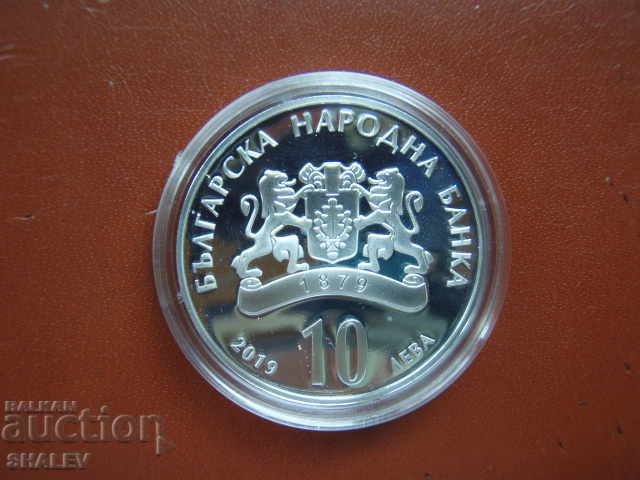 БЪЛГАРСКА НАРОДНА БАНКА
1879
2019 10 ЛЕВА
BALKAN
auction
SHALEV